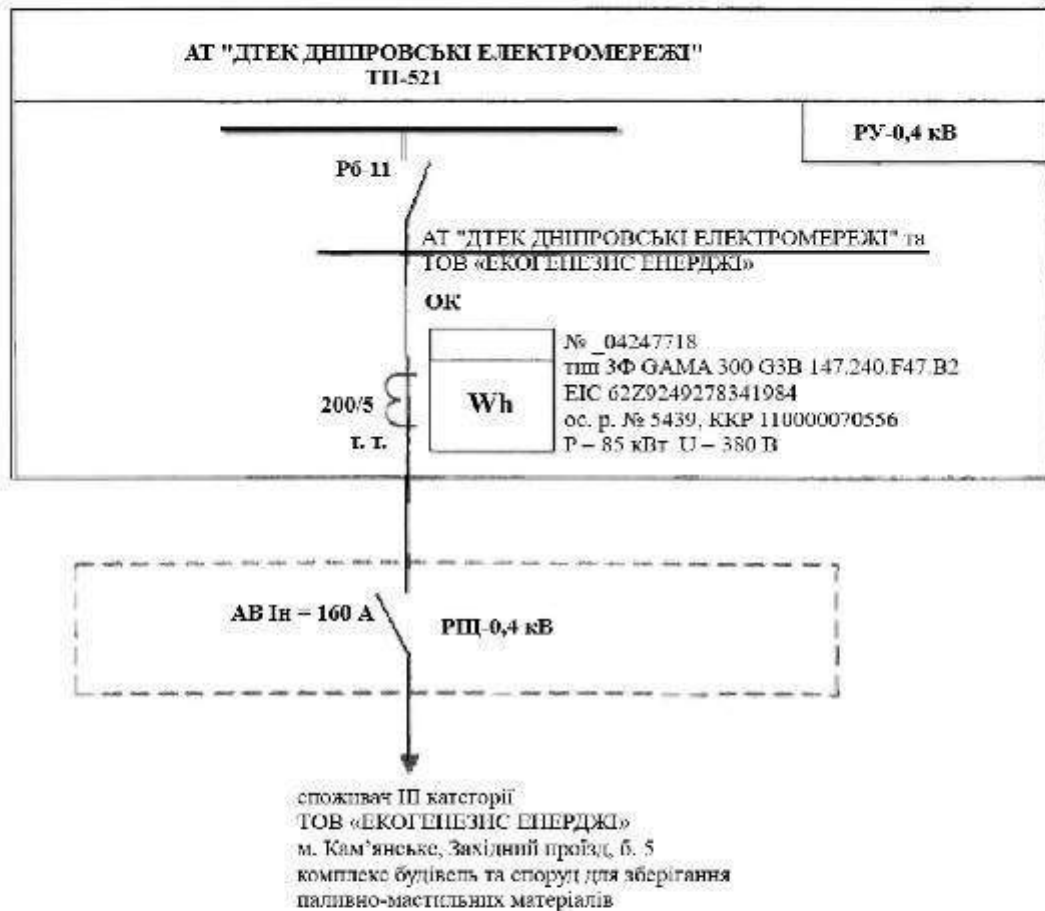 АТ "ДТЕК ДНІПРОВСЬКІ ЕЛЕКТРОМЕРЕЖІ"
ТП-521
РУ-0,4 кВ
Рб-11
АТ "ДТЕК ДНІПРОВСЬКІ ЕЛЕКТРОМЕРЕЖІ" та
ТОВ «ЕКОГЕНЕЗИС ЕНЕРДЖІ»
ОК
№ _04247718
тип 3Ф GAMA 300 G3B 147.240.F47.B2
EIC 62Z9249278341984
ос. р. № 5439, ККР 110000070556
Р – 85 кВт U – 380 В
Wh
200/5
т. т.
АВ Ін = 160 А
РЩ-0,4 кВ
споживач ІІІ категорії
ТОВ «ЕКОГЕНЕЗИС ЕНЕРДЖІ»
м. Кам’янське, Західний проїзд, б. 5
комплекс будівель та споруд для зберігання
паливно-мастильних матеріалів